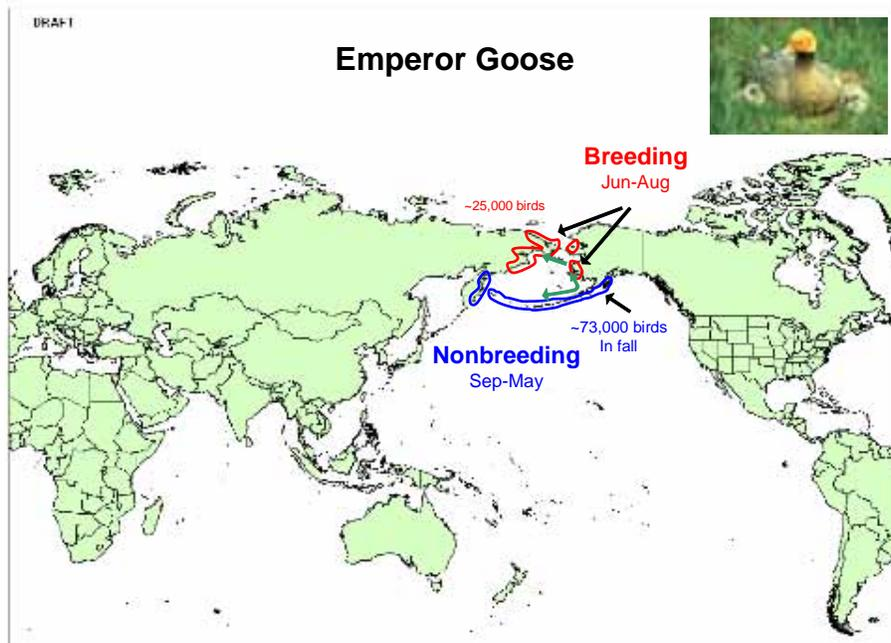 DRAFT
Emperor Goose
Breeding
Jun-Aug
~25,000 birds
~73,000 birds
In fall
Nonbreeding
Sep-May